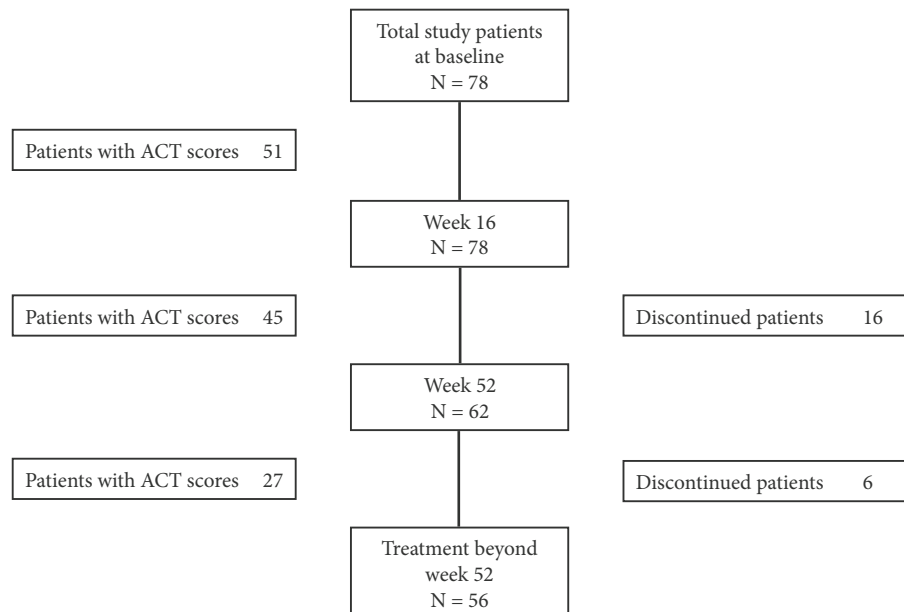 Total study patients
at baseline
N = 78
Patients with ACT scores 51
Week 16
N = 78
Patients with ACT scores 45
Discontinued patients 16
Week 52
N = 62
Patients with ACT scores 27
Discontinued patients 6
Treatment beyond
week 52
N = 56